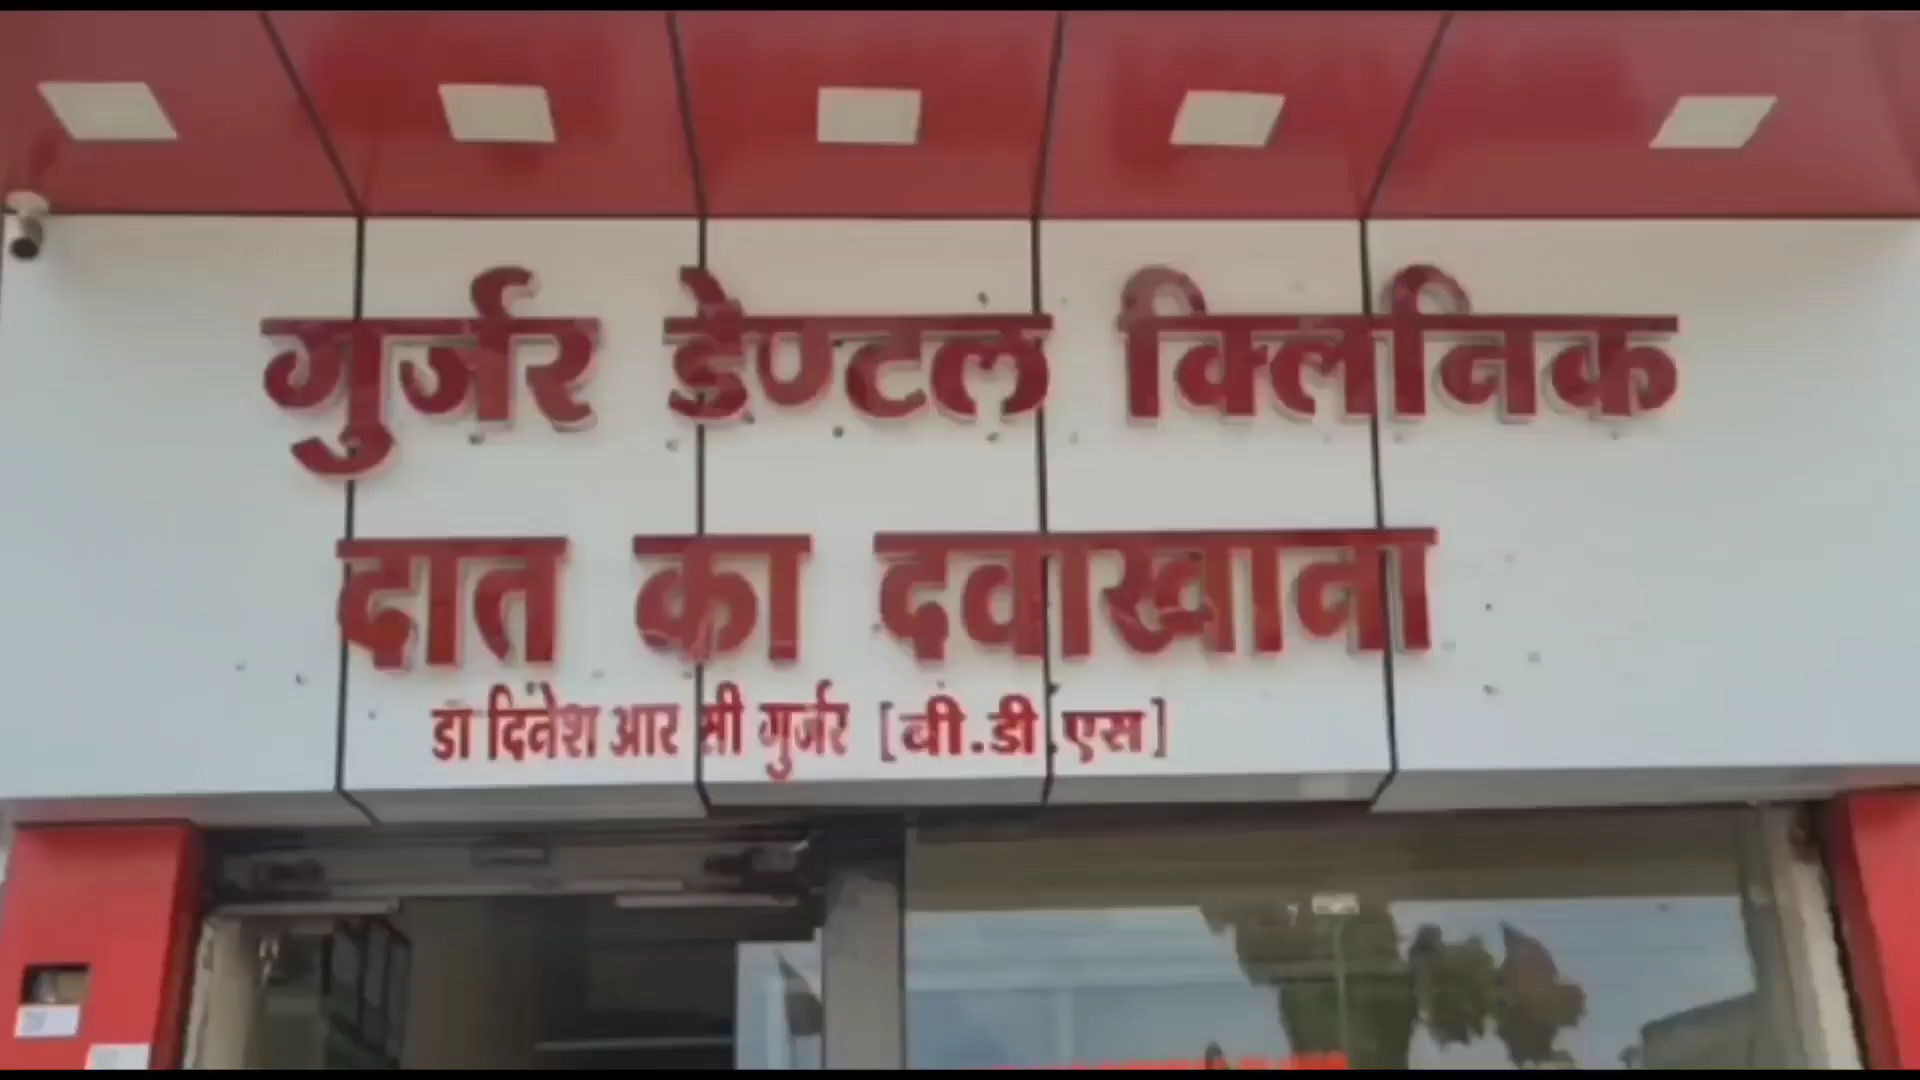 गुर्जर डेण्टल क्लिनिक
दात का दवाखाना
डा दिनेश आर सी गुर्जर [बी.डी.एस]